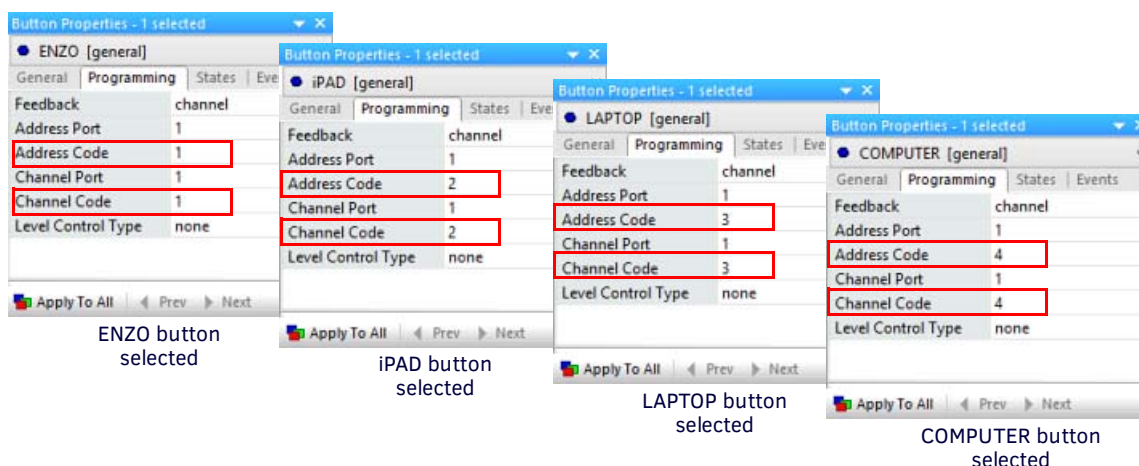 Button Properties - 1 selected
ENZO [general]
General Programming States Eve
Feedback channel
Address Port 1
Address Code 1
Channel Port 1
Channel Code 1
Level Control Type none
Apply To All Prev Next
ENZO button
selected
Button Properties - 1 selected
iPAD [general]
General Programming States Eve
Feedback channel
Address Port 1
Address Code 2
Channel Port 1
Channel Code 2
Level Control Type none
Apply To All Prev Next
iPAD button
selected
Button Properties - 1 selected
LAPTOP [general]
General Programming States Eve
Feedback channel
Address Port 1
Address Code 3
Channel Port 1
Channel Code 3
Level Control Type none
Apply To All Prev Next
LAPTOP button
selected
Button Properties - 1 selected
COMPUTER [general]
General Programming States Events
Feedback channel
Address Port 1
Address Code 4
Channel Port 1
Channel Code 4
Level Control Type none
Apply To All Prev Next
COMPUTER button
selected